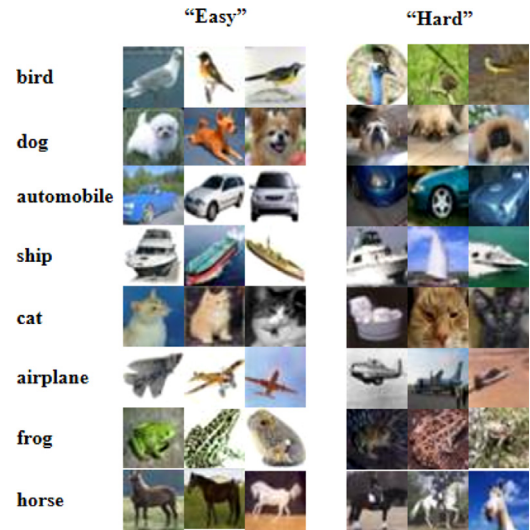 “Easy” “Hard”
bird
dog
automobile
ship
cat
airplane
frog
horse